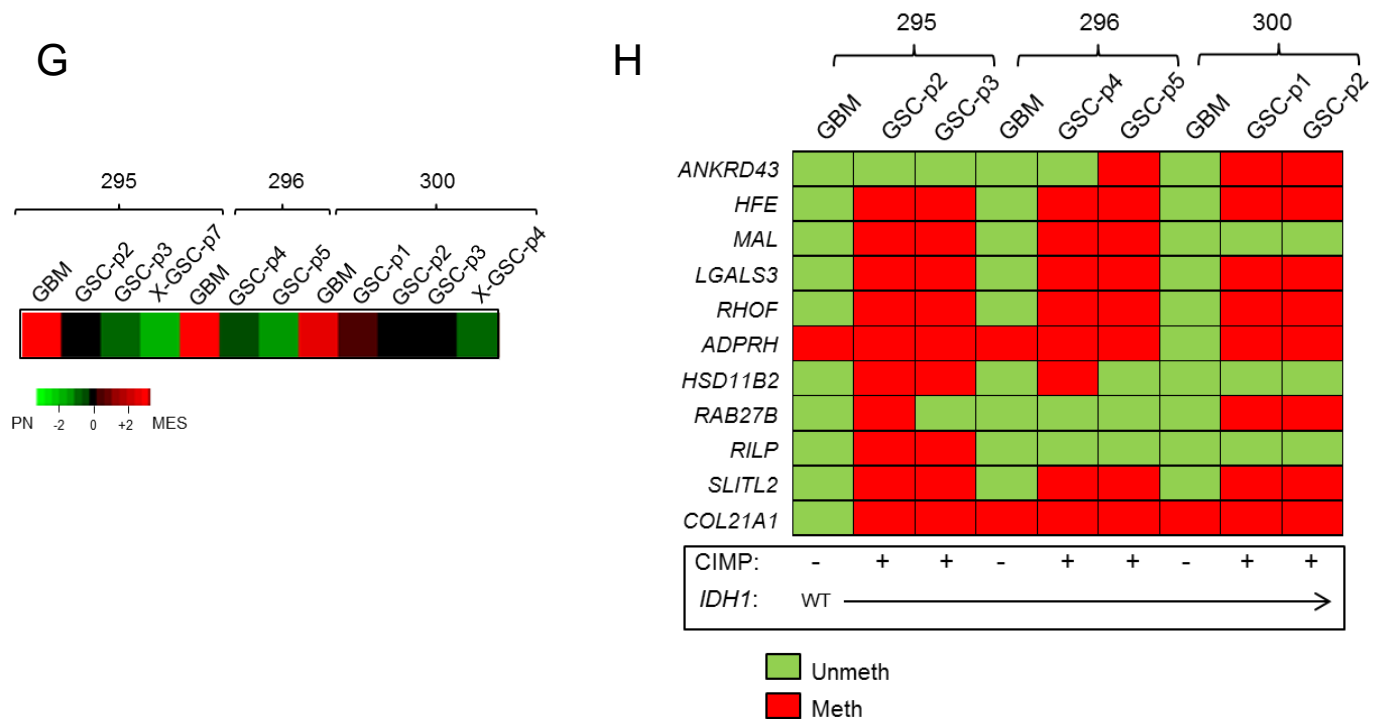 G
295 296 300
GBM GSC-p2 GSC-p3 X-GSC-p7 GBM GSC-p4 GSC-p5 GBM GSC-p1 GSC-p2 GSC-p3 X-GSC-p4
PN -2 0 +2 MES
H
295 296 300
GBM GSC-p2 GSC-p3 GBM GSC-p4 GSC-p5 GBM GSC-p1 GSC-p2
ANKRD43
HFE
MAL
LGALS3
RHOF
ADPRH
HSD11B2
RAB27B
RILP
SLITL2
COL21A1
CIMP: - + + - + + - + +
IDH1: WT
Unmeth
Meth